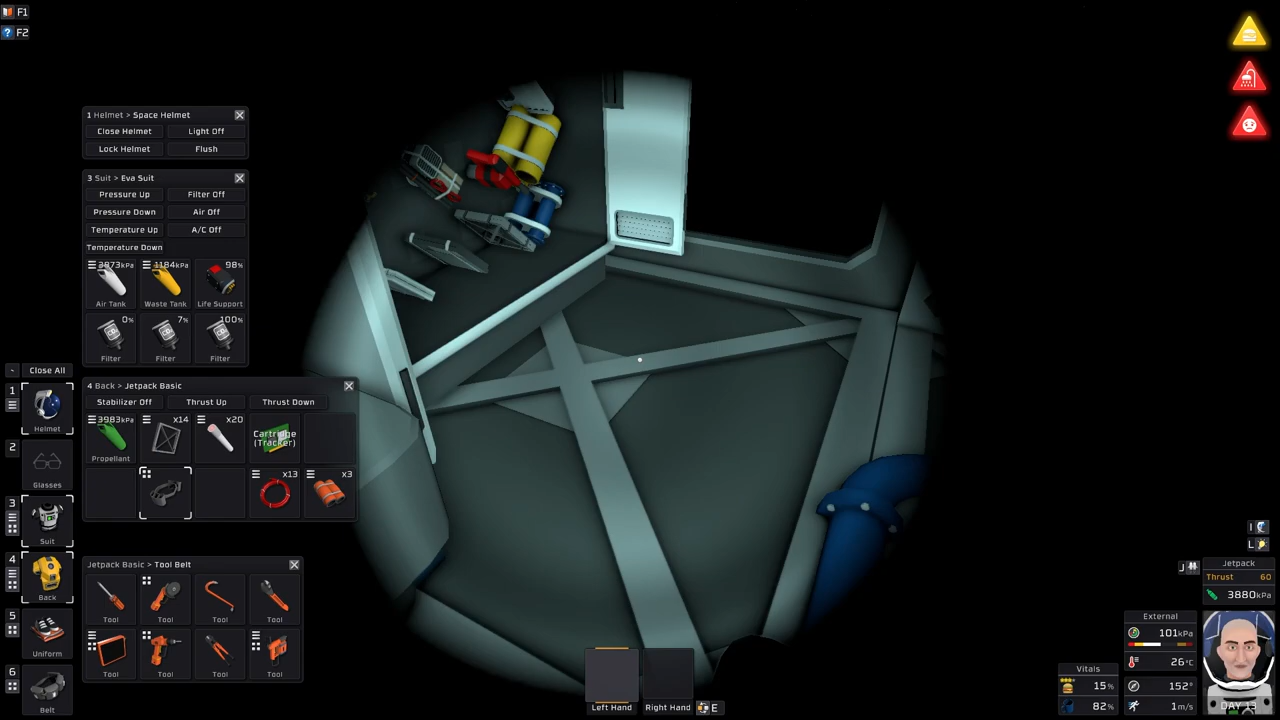 F1
F2
1 Helmet > Space Helmet
Close Helmet Light Off
Lock Helmet Flush
3 Suit > Eva Suit
Pressure Up Filter Off
Pressure Down Air Off
Temperature Up A/C Off
Temperature Down
3973kPa 1184kPa 98%
Air Tank Waste Tank Life Support
0% 7% 100%
Filter Filter Filter
~ Close All
1
Helmet
2
Glasses
3
Suit
4
Back
5
Uniform
6
Belt
4 Back > Jetpack Basic
Stabilizer Off Thrust Up Thrust Down
3983kPa x14 x20
Cartridge
(Tracker)
Propellant
x13 x3
Jetpack Basic > Tool Belt
Tool Tool Tool Tool
Tool Tool Tool Tool
Left Hand Right Hand E
I
L
J
Jetpack
Thrust 60
3880kPa
External
101kPa
26°C
152°
1m/s
Vitals
15%
82%
DAY 13